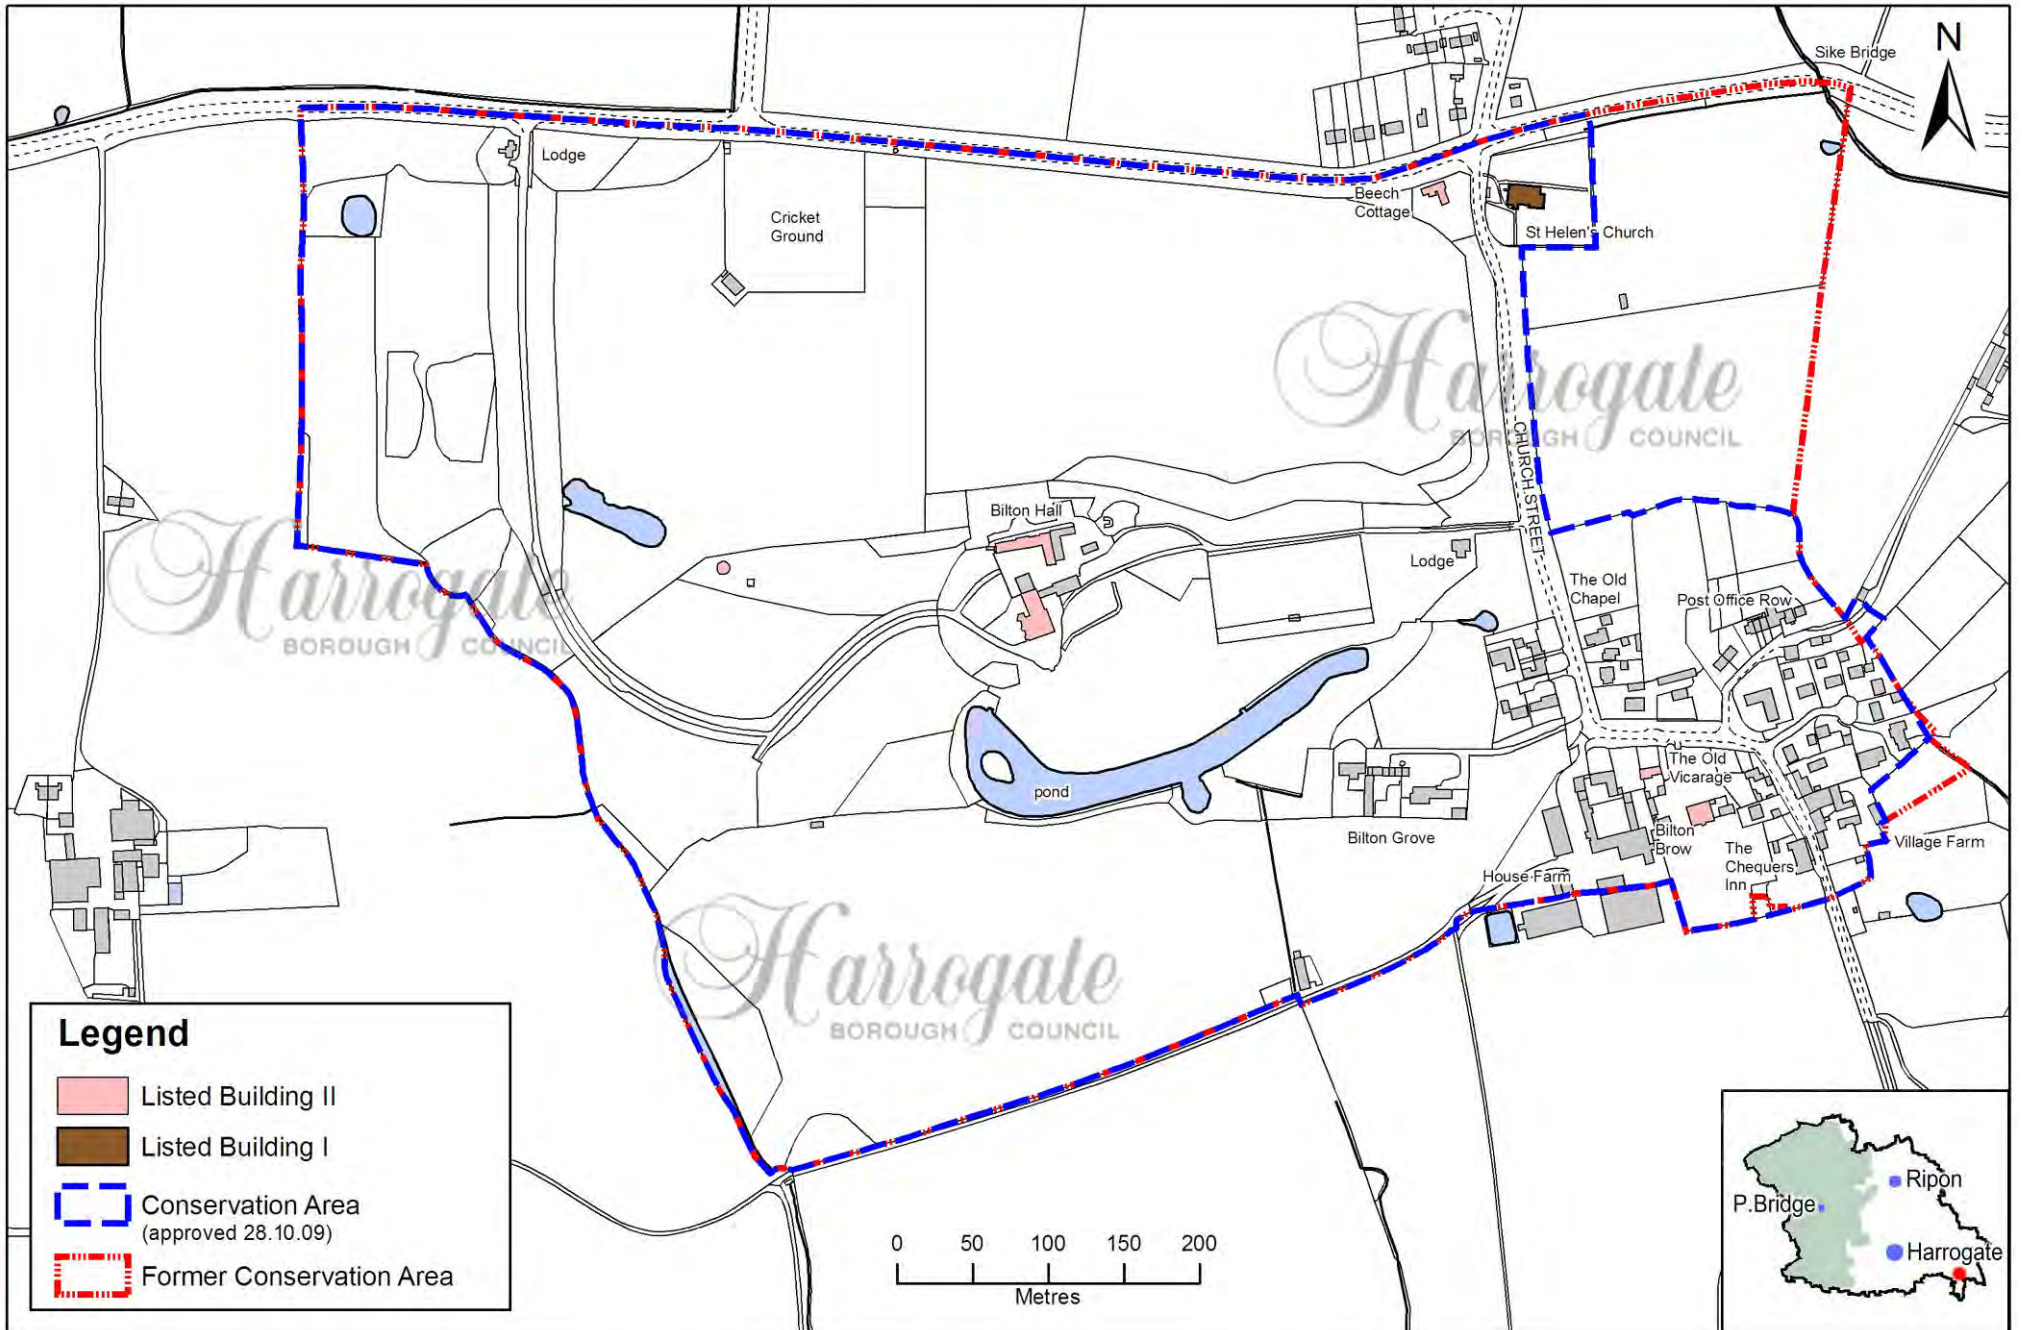 Sike Bridge
N
Lodge
Cricket
Ground
Beech
Cottage
St Helen's Church
Harrogate
BOROUGH COUNCIL
CHURCH STREET
Bilton Hall
Harrogate
BOROUGH COUNCIL
Lodge
The Old
Chapel
Post Office Row
The Old
Vicarage
pond
Bilton Grove
Bilton
Brow
The
Chequers
Inn
Village Farm
House Farm
Harrogate
BOROUGH COUNCIL
Legend
Listed Building II
Listed Building I
Conservation Area
(approved 28.10.09)
Former Conservation Area
0 50 100 150 200
Metres
Ripon
P.Bridge
Harrogate